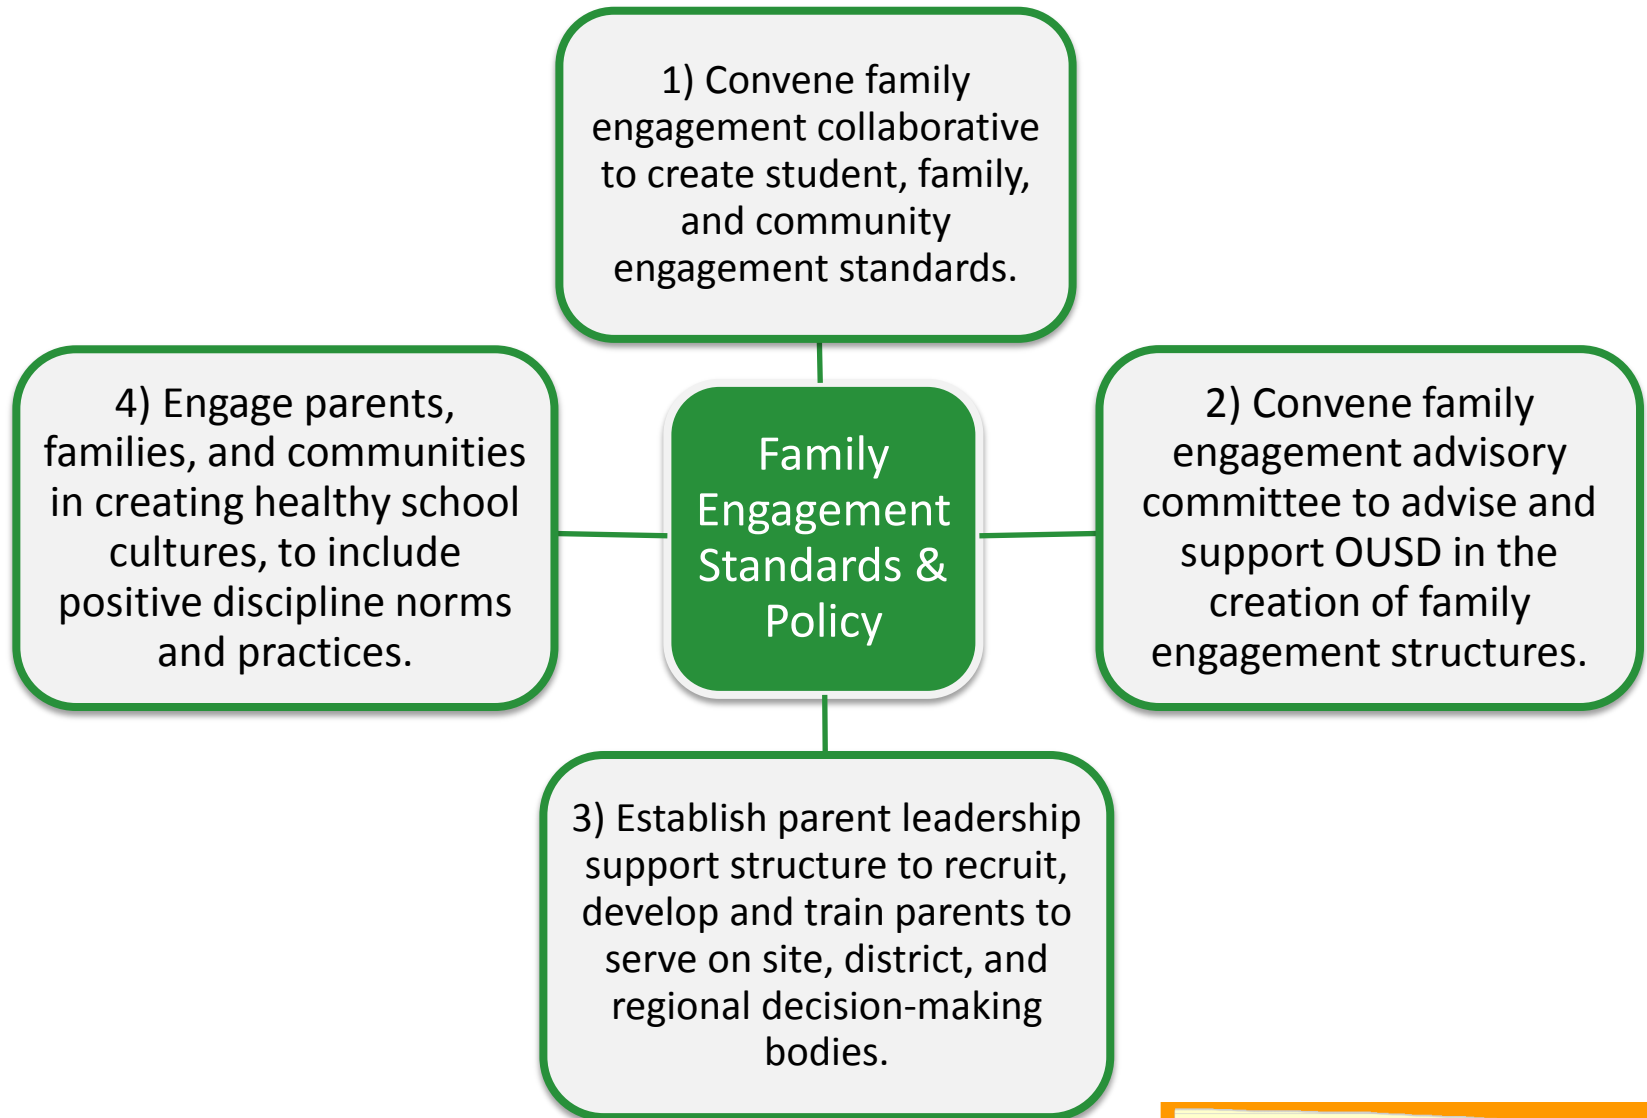 1) Convene family
engagement collaborative
to create student, family,
and community
engagement standards.
4) Engage parents,
families, and communities
in creating healthy school
cultures, to include
positive discipline norms
and practices.
Family
Engagement
Standards &
Policy
2) Convene family
engagement advisory
committee to advise and
support OUSD in the
creation of family
engagement structures.
3) Establish parent leadership
support structure to recruit,
develop and train parents to
serve on site, district, and
regional decision-making
bodies.